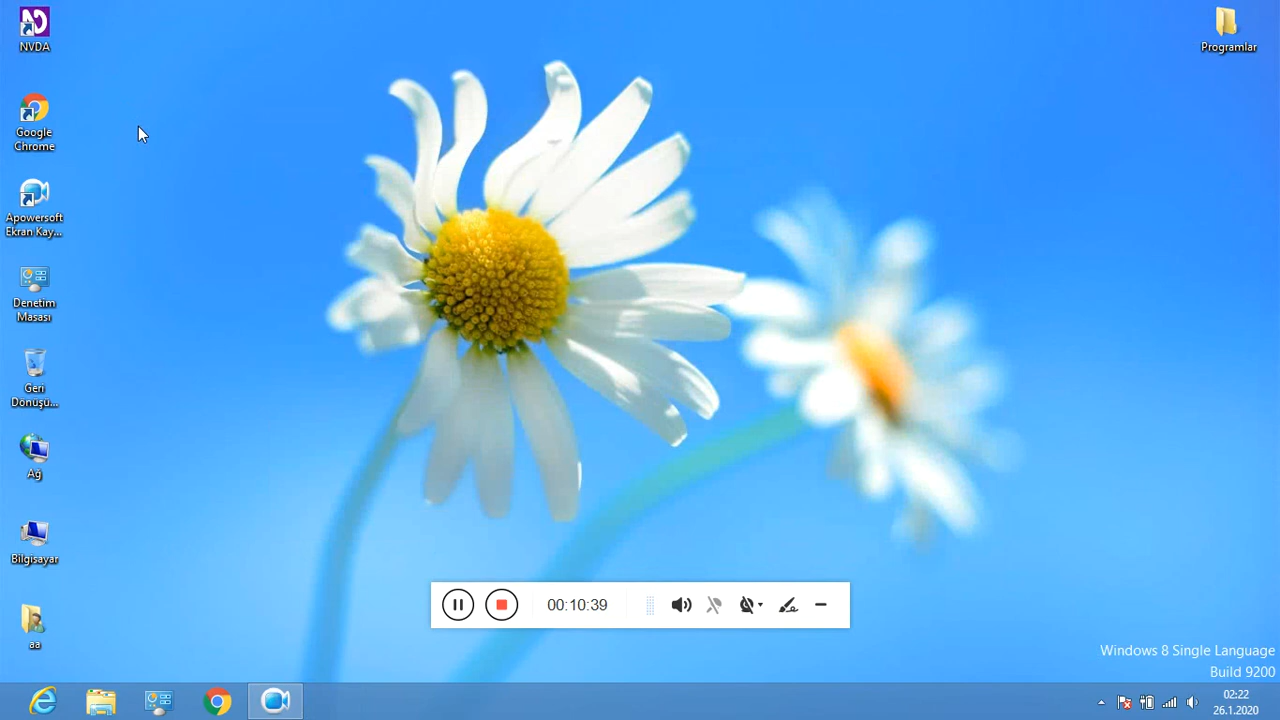 NVDA
Google
Chrome
Apowersoft
Ekran Kay...
Denetim
Masası
Geri
Dönüşü...
Ağ
Bilgisayar
aa
Programlar
00:10:39
Windows 8 Single Language
Build 9200
02:22
26.1.2020